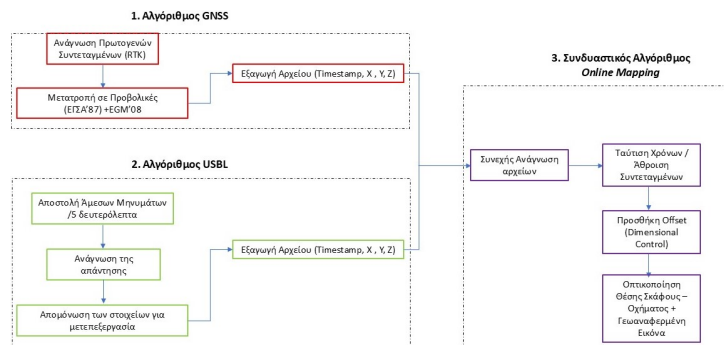 1. Αλγόριθμος GNSS
Ανάγνωση Πρωτογενών
Συντεταγμένων (RTK)
Μετατροπή σε Προβολικές
(ΕΓΣΑ'87) +EGM'08
Εξαγωγή Αρχείου (Timestamp, X , Y, Z)
2. Αλγόριθμος USBL
Αποστολή Άμεσων Μηνυμάτων
/5 δευτερόλεπτα
Ανάγνωση της
απάντησης
Απομόνωση των στοιχείων για
μετεπεξεργασία
Εξαγωγή Αρχείου (Timestamp, X , Y, Z)
3. Συνδυαστικός Αλγόριθμος
Online Mapping
Συνεχής Ανάγνωση
αρχείων
Ταύτιση Χρόνων /
Άθροιση
Συντεταγμένων
Προσθήκη Offset
(Dimensional
Control)
Οπτικοποίηση
Θέσης Σκάφους –
Οχήματος +
Γεωαναφερμένη
Εικόνα